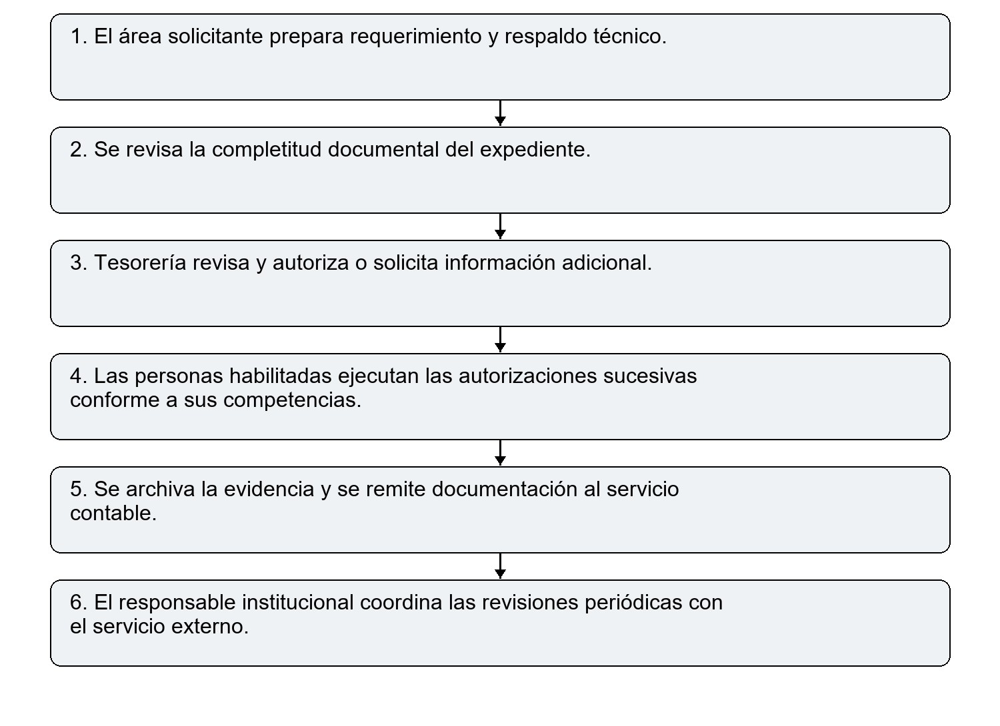 1. El área solicitante prepara requerimiento y respaldo técnico.
2. Se revisa la completitud documental del expediente.
3. Tesorería revisa y autoriza o solicita información adicional.
4. Las personas habilitadas ejecutan las autorizaciones sucesivas
conforme a sus competencias.
5. Se archiva la evidencia y se remite documentación al servicio
contable.
6. El responsable institucional coordina las revisiones periódicas con
el servicio externo.